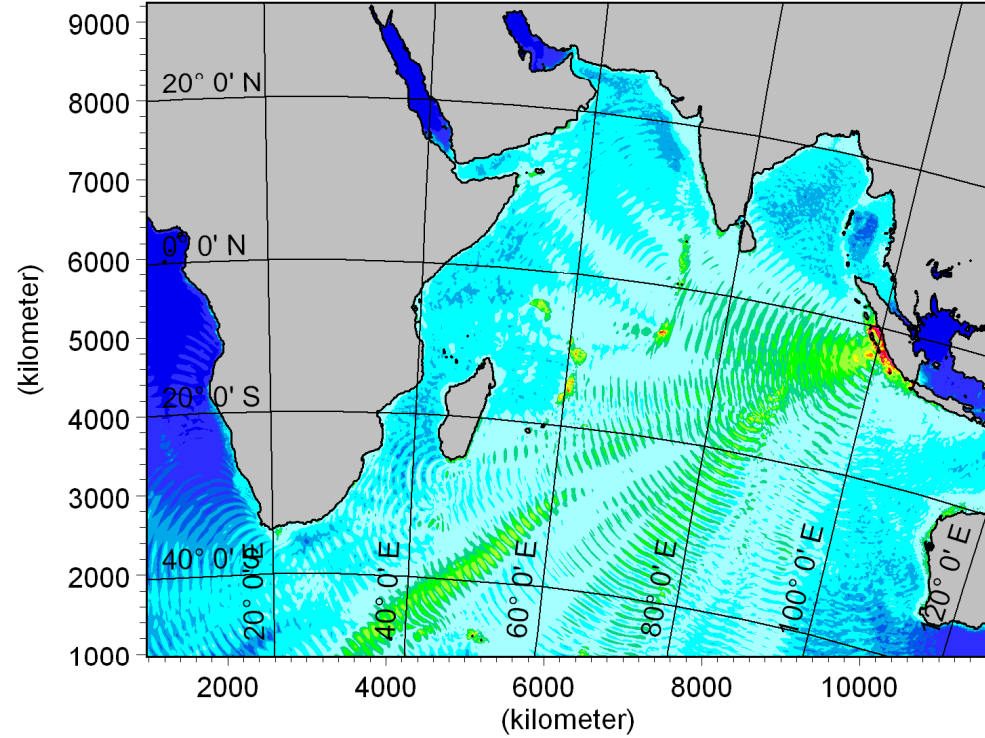 9000
8000
7000
6000
5000
4000
3000
2000
1000
(kilometer)
20° 0' N
0° 0' N
20° 0' S
40° 0'
20° 0' E
40° 0' E
60° 0' E
80° 0' E
100° 0' E
120° 0' E
2000
4000
6000
8000
10000
(kilometer)